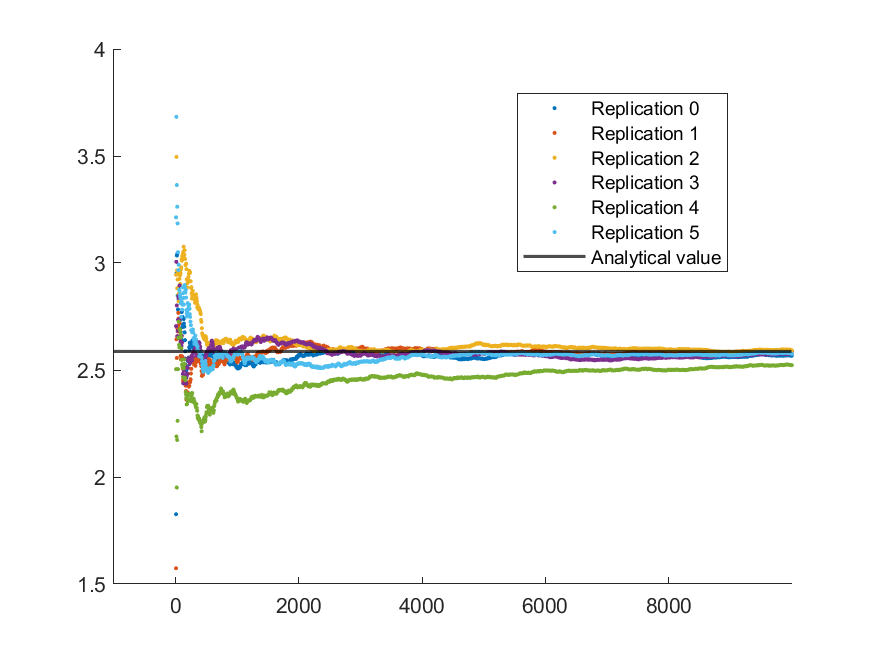 4
3.5
3
2.5
2
1.5
0
2000
4000
6000
8000
Replication 0
Replication 1
Replication 2
Replication 3
Replication 4
Replication 5
Analytical value